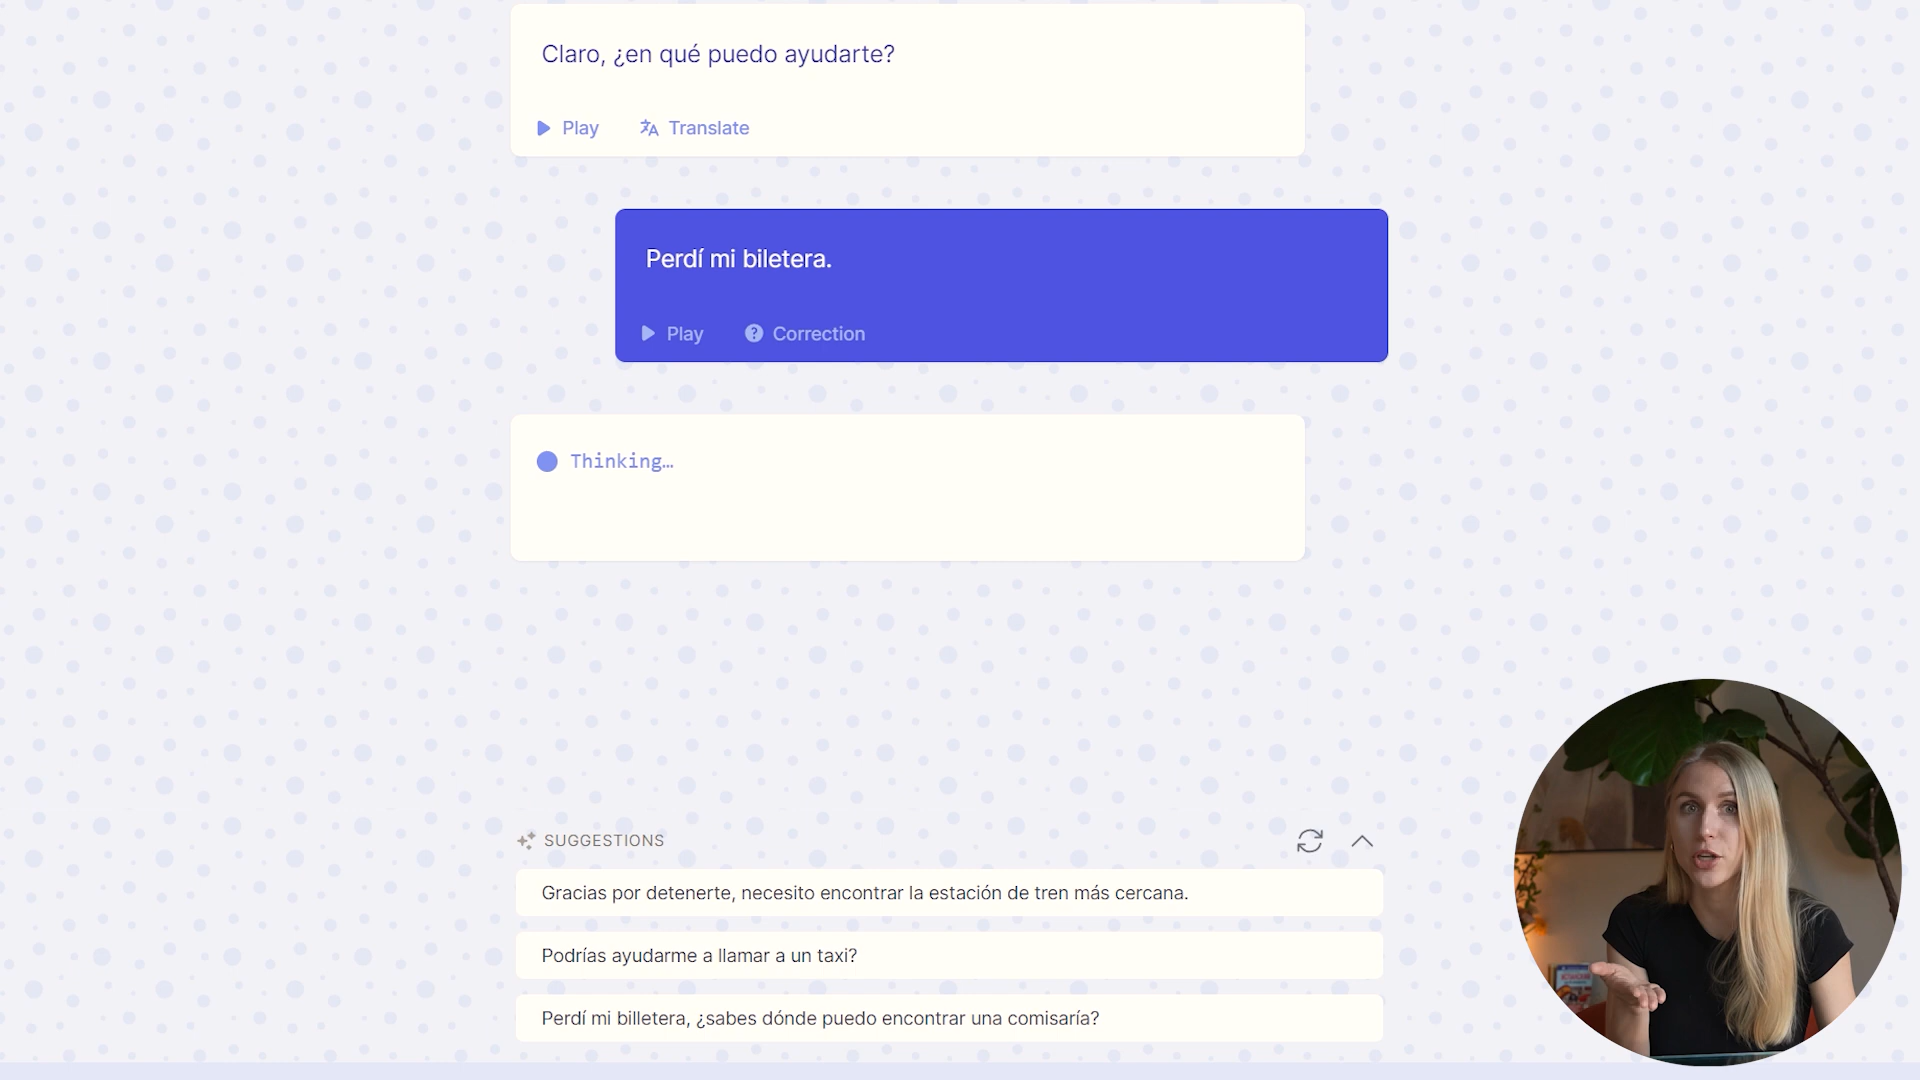 Claro, ¿en qué puedo ayudarte?
Play Translate
Perdí mi biletera.
Play Correction
Thinking…
SUGGESTIONS
Gracias por detenerte, necesito encontrar la estación de tren más cercana.
Podrías ayudarme a llamar a un taxi?
Perdí mi billetera, ¿sabes dónde puedo encontrar una comisaría?